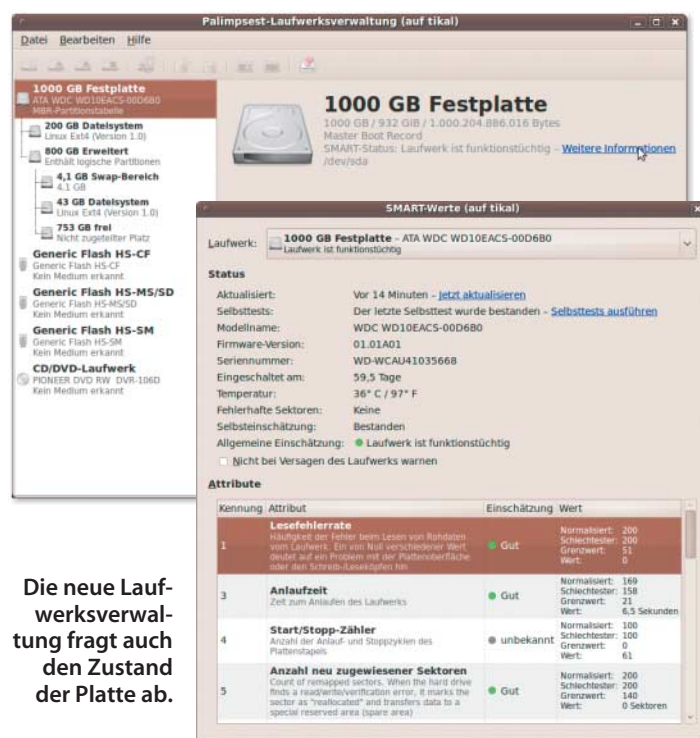 Palimpsest-Laufwerksverwaltung (auf tikal)
Datei Bearbeiten Hilfe
1000 GB Festplatte
ATA WDC WD10EACS-00D6B0
MBR-Partitionstabelle
200 GB Dateisystem
Linux Ext4 (Version 1.0)
800 GB Erweitert
Enthält logische Partitionen
4,1 GB Swap-Bereich
4,1 GB
43 GB Dateisystem
Linux Ext4 (Version 1.0)
753 GB frei
Nicht zugeteilter Platz
Generic Flash HS-CF
Generic Flash HS-CF
Kein Medium erkannt
Generic Flash HS-MS/SD
Generic Flash HS-MS/SD
Kein Medium erkannt
Generic Flash HS-SM
Generic Flash HS-SM
Kein Medium erkannt
CD/DVD-Laufwerk
PIONEER DVD RW DVR-106D
Kein Medium erkannt
1000 GB Festplatte
1000 GB / 932 GiB / 1.000.204.886.016 Bytes
Master Boot Record
SMART-Status: Laufwerk ist funktionstüchtig – Weitere Informationen
/dev/sda
SMART-Werte (auf tikal)
Laufwerk: 1000 GB Festplatte – ATA WDC WD10EACS-00D6B0
Laufwerk ist funktionstüchtig
Status
Aktualisiert: Vor 14 Minuten – Jetzt aktualisieren
Selbsttests: Der letzte Selbsttest wurde bestanden – Selbsttests ausführen
Modellname: WDC WD10EACS-00D6B0
Firmware-Version: 01.01A01
Seriennummer: WD-WCAU41035668
Eingeschaltet am: 59,5 Tage
Temperatur: 36° C / 97° F
Fehlerhafte Sektoren: Keine
Selbsteinschätzung: Bestanden
Allgemeine Einschätzung: Laufwerk ist funktionstüchtig
Nicht bei Versagen des Laufwerks warnen
Attribute
Kennung Attribut Einschätzung Wert
1 Lesefehlerrate Gut
Häufigkeit der Fehler beim Lesen von Rohdaten
vom Laufwerk. Ein von Null verschiedener Wert
deutet auf ein Problem mit der Plattenoberfläche
oder den Schreib-/Leseköpfen hin
Normalisiert: 200
Schlechtester: 200
Grenzwert: 51
Wert: 0
3 Anlaufzeit Gut
Zeit zum Anlaufen des Laufwerks
Normalisiert: 169
Schlechtester: 158
Grenzwert: 21
Wert: 6,5 Sekunden
4 Start/Stopp-Zähler unbekannt
Anzahl der Anlauf- und Stoppzyklen des
Plattenstapels
Normalisiert: 100
Schlechtester: 100
Grenzwert: 0
Wert: 61
5 Anzahl neu zugewiesener Sektoren Gut
Count of remapped sectors. When the hard drive
finds a read/write/verification error, it marks the
sector as "reallocated" and transfers data to a
special reserved area (spare area)
Normalisiert: 200
Schlechtester: 200
Grenzwert: 140
Wert: 0 Sektoren
Die neue Lauf-
werksverwal-
tung fragt auch
den Zustand
der Platte ab.